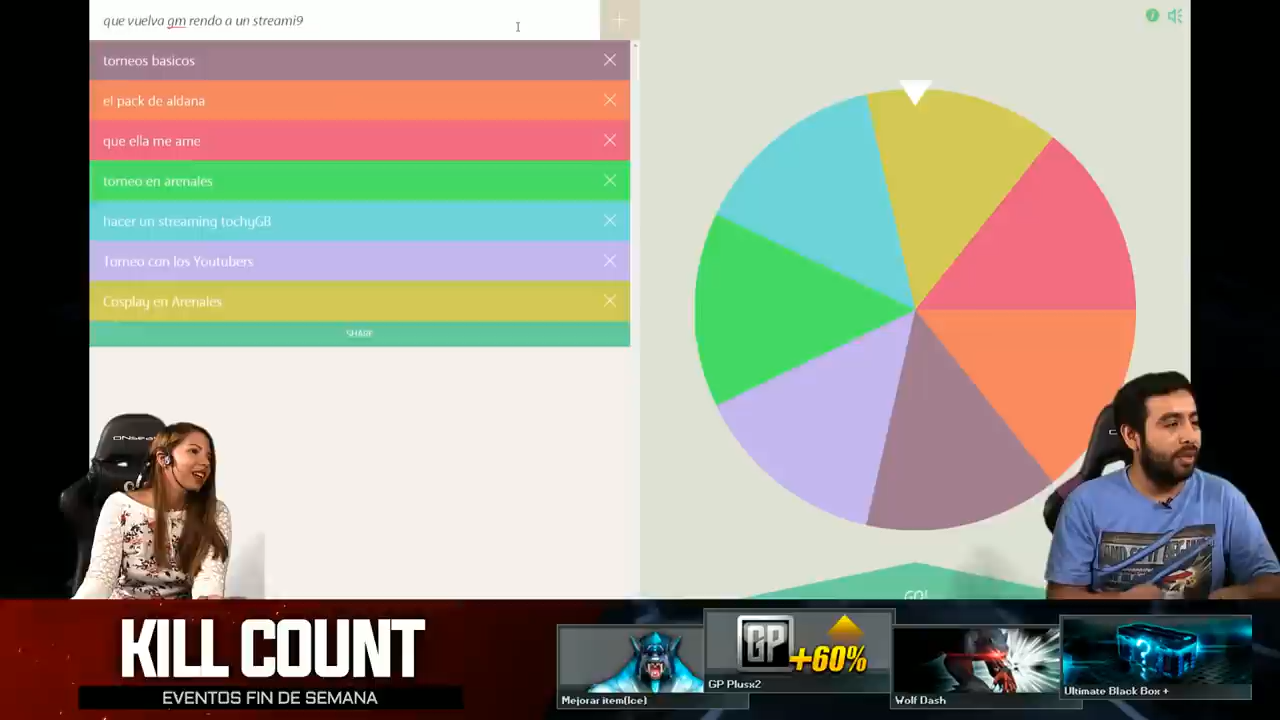 que vuelva gm rendo a un streami9
torneos basicos
el pack de aldana
que ella me ame
torneo en arenales
hacer un streaming tochyGB
Torneo con los Youtubers
Cosplay en Arenales
SHARE
GO!
KILL COUNT
EVENTOS FIN DE SEMANA
Mejorar item(Ice)
GP
+60%
GP Plusx2
Wolf Dash
?
Ultimate Black Box +